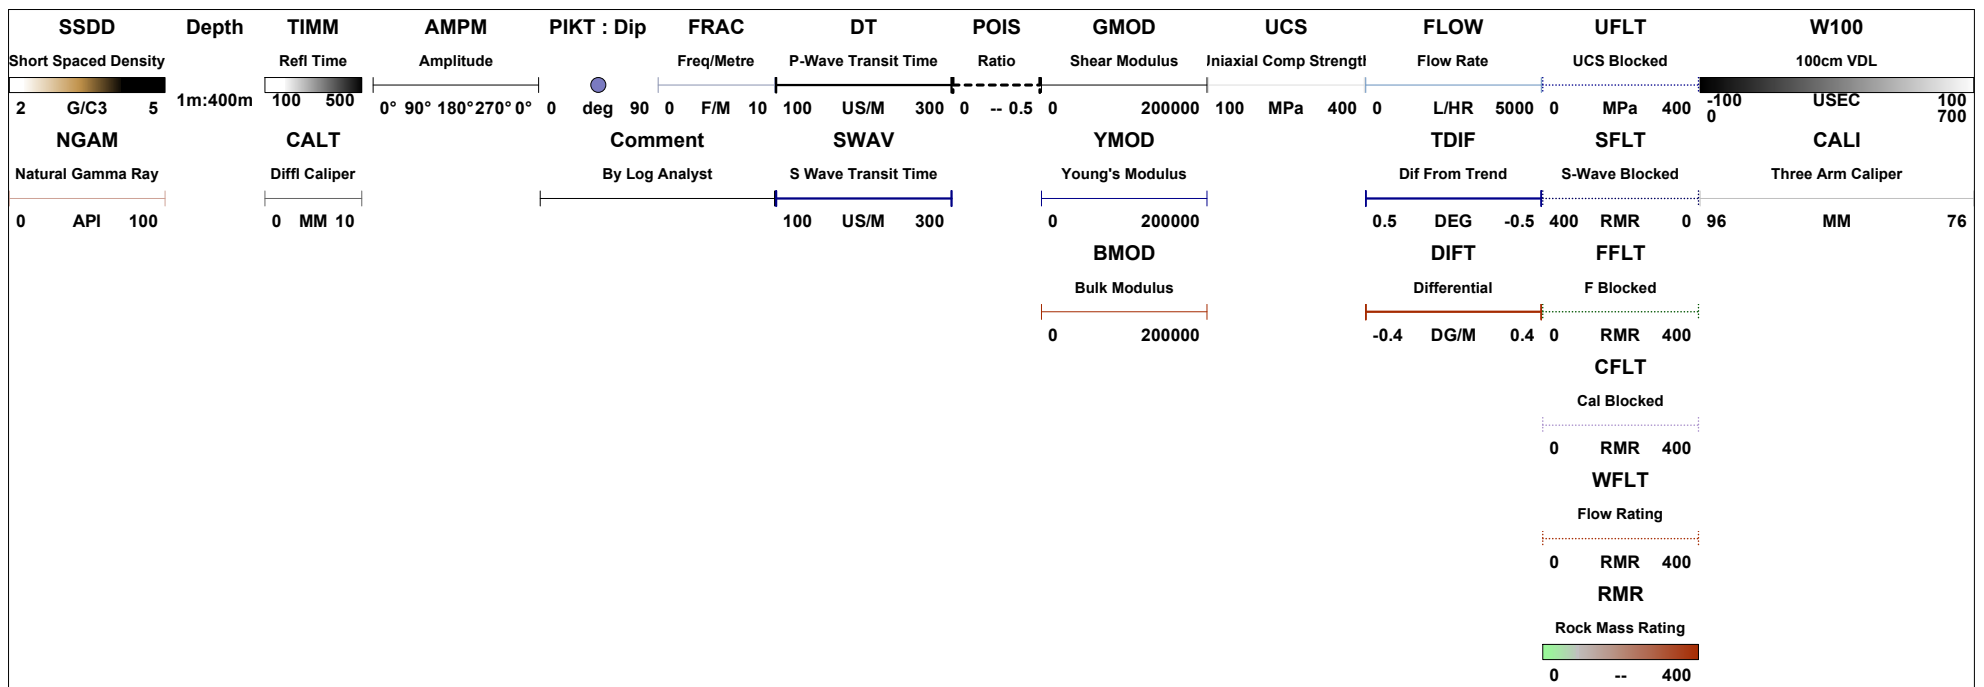 SSDD Depth TIMM AMPM PIKT : Dip FRAC DT POIS GMOD UCS FLOW UFLT W100
Short Spaced Density Refl Time Amplitude Freq/Metre P-Wave Transit Time Ratio Shear Modulus Uniaxial Comp Strength Flow Rate UCS Blocked 100cm VDL
1m:400m
2 G/C3 5 100 500 0° 90° 180°270° 0° 0 deg 90 0 F/M 10 100 US/M 300 0 -- 0.5 0 200000 100 MPa 400 0 L/HR 5000 0 MPa 400 -100 USEC 100
0 700
NGAM CALT Comment SWAV YMOD TDIF SFLT CALI
Natural Gamma Ray Diffl Caliper By Log Analyst S Wave Transit Time Young's Modulus Dif From Trend S-Wave Blocked Three Arm Caliper
0 API 100 0 MM 10 100 US/M 300 0 200000 0.5 DEG -0.5 400 RMR 0 96 MM 76
BMOD DIFT FFLT
Bulk Modulus Differential F Blocked
0 200000 -0.4 DG/M 0.4 0 RMR 400
CFLT
Cal Blocked
0 RMR 400
WFLT
Flow Rating
0 RMR 400
RMR
Rock Mass Rating
0 -- 400